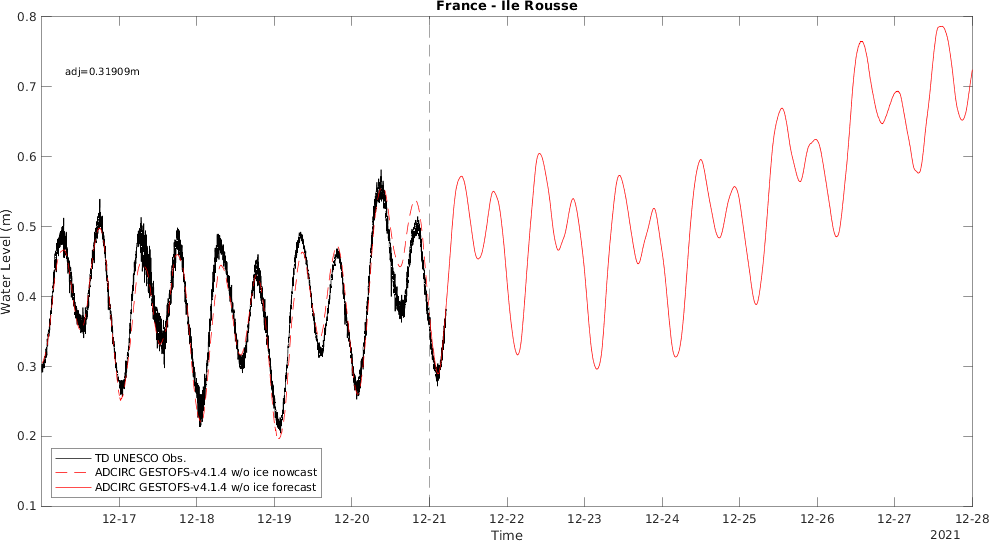 France - Ile Rousse
adj=0.31909m
Water Level (m)
0.8
0.7
0.6
0.5
0.4
0.3
0.2
0.1
TD UNESCO Obs.
ADCIRC GESTOFS-v4.1.4 w/o ice nowcast
ADCIRC GESTOFS-v4.1.4 w/o ice forecast
12-17 12-18 12-19 12-20 12-21 12-22 12-23 12-24 12-25 12-26 12-27 12-28
Time
2021